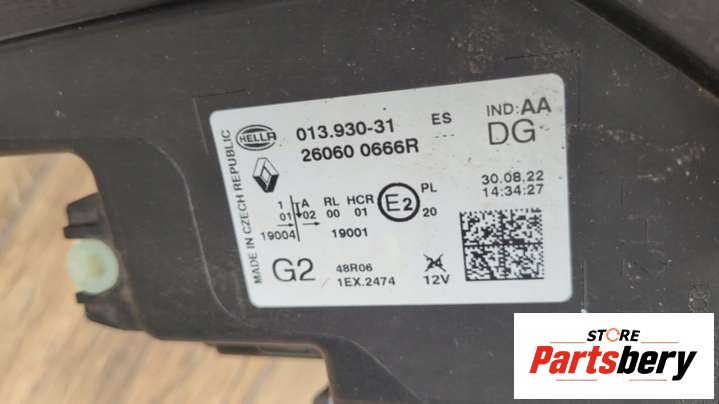 MADE IN CZECH REPUBLIC
HELLA
013.930-31
ES
IND:AA
26060 0666R
DG
30.08.22
14:34:27
1 A RL HCR PL
01 02 00 01 E2 20
19004 19001
G2
48R06
1EX.2474
12V
STORE
Partsbery